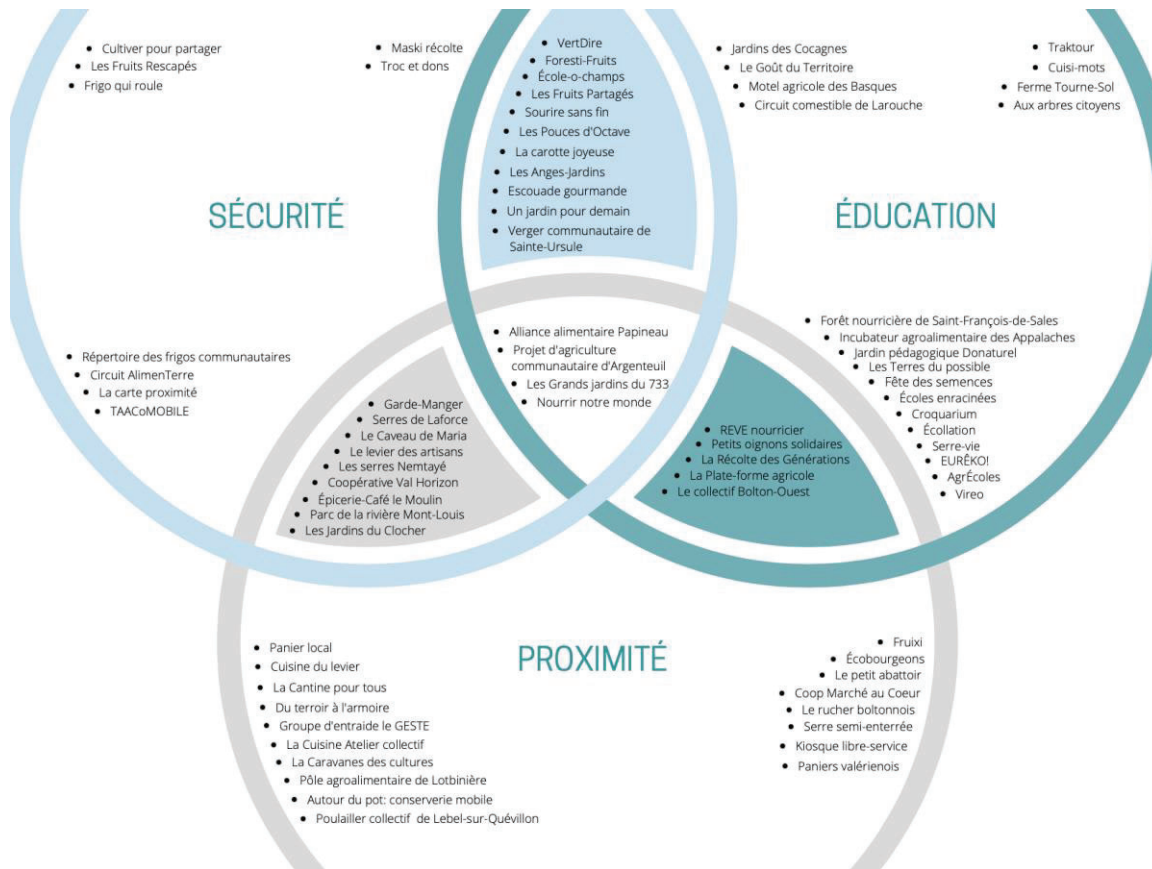 Cultiver pour partager
Les Fruits Rescapés
Frigo qui roule
Maski récolte
Troc et dons
VertDire
Foresti-Fruits
École-o-champs
Les Fruits Partagés
Sourire sans fin
Les Pouces d'Octave
La carotte joyeuse
Les Anges-Jardins
Escouade gourmande
Un jardin pour demain
Verger communautaire de
Sainte-Ursule
Jardins des Cocagnes
Le Goût du Territoire
Motel agricole des Basques
Circuit comestible de Larouche
Traktour
Cuisi-mots
Ferme Tourne-Sol
Aux arbres citoyens
SÉCURITÉ
ÉDUCATION
Répertoire des frigos communautaires
Circuit AlimenTerre
La carte proximité
TAACoMOBILE
Alliance alimentaire Papineau
Projet d'agriculture
communautaire d'Argenteuil
Les Grands jardins du 733
Nourrir notre monde
Forêt nourricière de Saint-François-de-Sales
Incubateur agroalimentaire des Appalaches
Jardin pédagogique Donaturel
Les Terres du possible
Fête des semences
Écoles enracinées
Croquarium
Écollation
Serre-vie
EURÊKO!
AgrÉcoles
Vireo
Garde-Manger
Serres de Laforce
Le Caveau de Maria
Le levier des artisans
Les serres Nemtayé
Coopérative Val Horizon
Épicerie-Café le Moulin
Parc de la rivière Mont-Louis
Les Jardins du Clocher
REVE nourricier
Petits oignons solidaires
La Récolte des Générations
La Plate-forme agricole
Le collectif Bolton-Ouest
PROXIMITÉ
Panier local
Cuisine du levier
La Cantine pour tous
Du terroir à l'armoire
Groupe d'entraide le GESTE
La Cuisine Atelier collectif
La Caravanes des cultures
Pôle agroalimentaire de Lotbinière
Autour du pot: conserverie mobile
Poulailler collectif de Lebel-sur-Quévillon
Fruixi
Écobourgeons
Le petit abattoir
Coop Marché au Coeur
Le rucher boltonnois
Serre semi-enterrée
Kiosque libre-service
Paniers valérienois